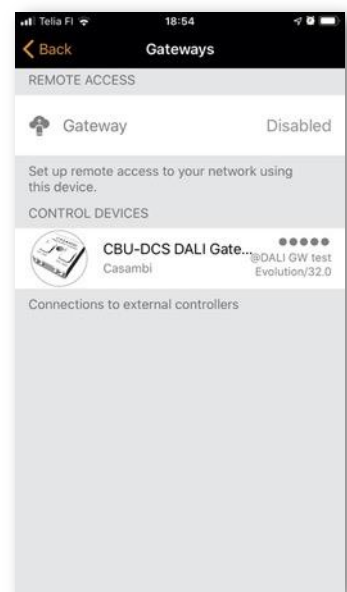 Telia FI 18:54
Back Gateways
REMOTE ACCESS
Gateway Disabled
Set up remote access to your network using
this device.
CONTROL DEVICES
CBU-DCS DALI Gate...
Casambi
@DALI GW test
Evolution/32.0
Connections to external controllers